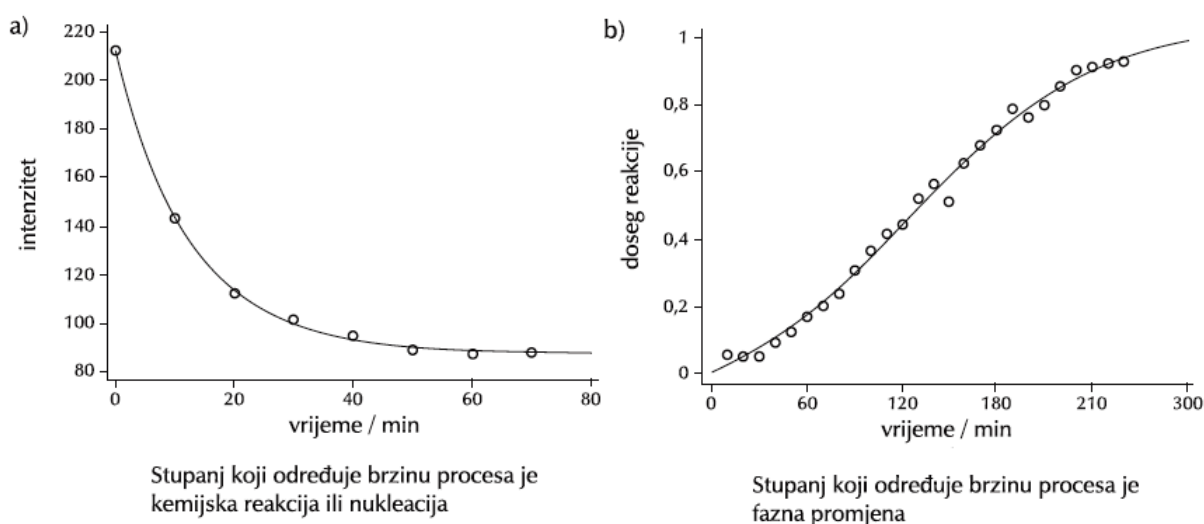 a)
220
200
180
160
140
120
100
80
intenzitet
0 20 40 60 80
vrijeme / min
Stupanj koji određuje brzinu procesa je
kemijska reakcija ili nukleacija
b)
1
0,8
0,6
0,4
0,2
0
doseg reakcije
0 60 120 180 210 300
vrijeme / min
Stupanj koji određuje brzinu procesa je
fazna promjena